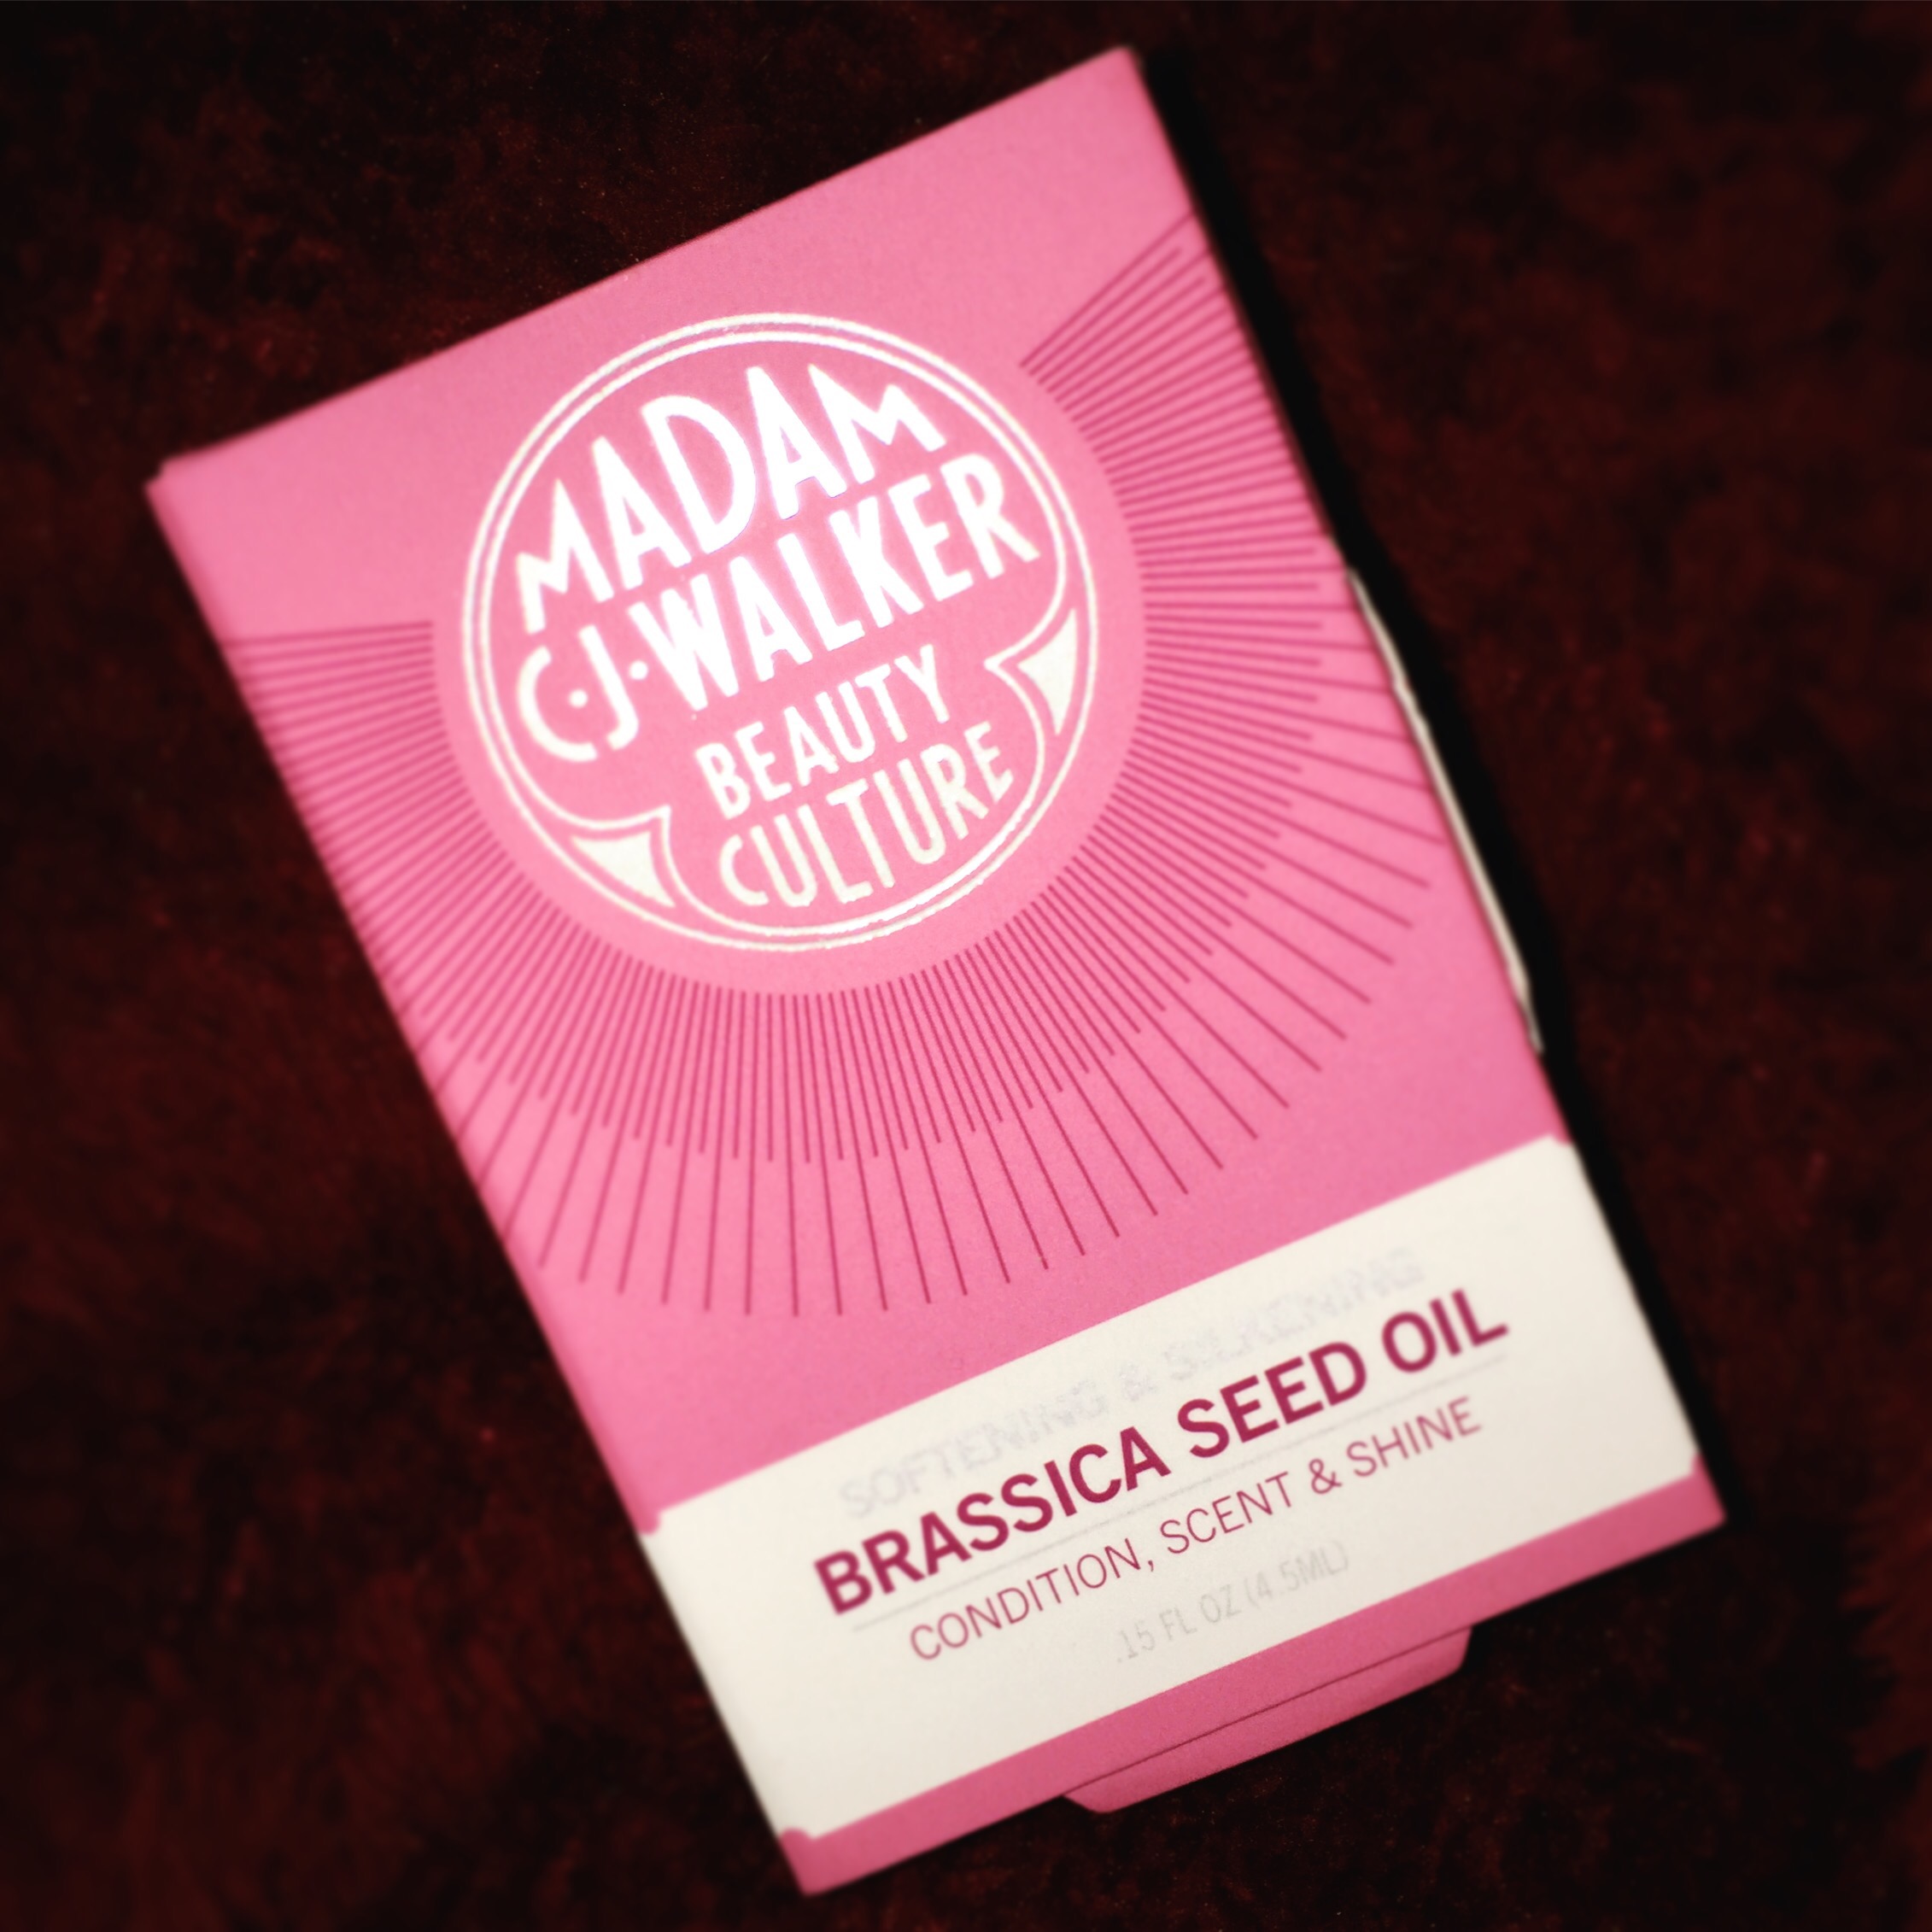 MADAM
C·J·WALKER
BEAUTY
CULTURE
SOFTENING & SILKENING
BRASSICA SEED OIL
CONDITION, SCENT & SHINE
.15 FL OZ (4.5ML)